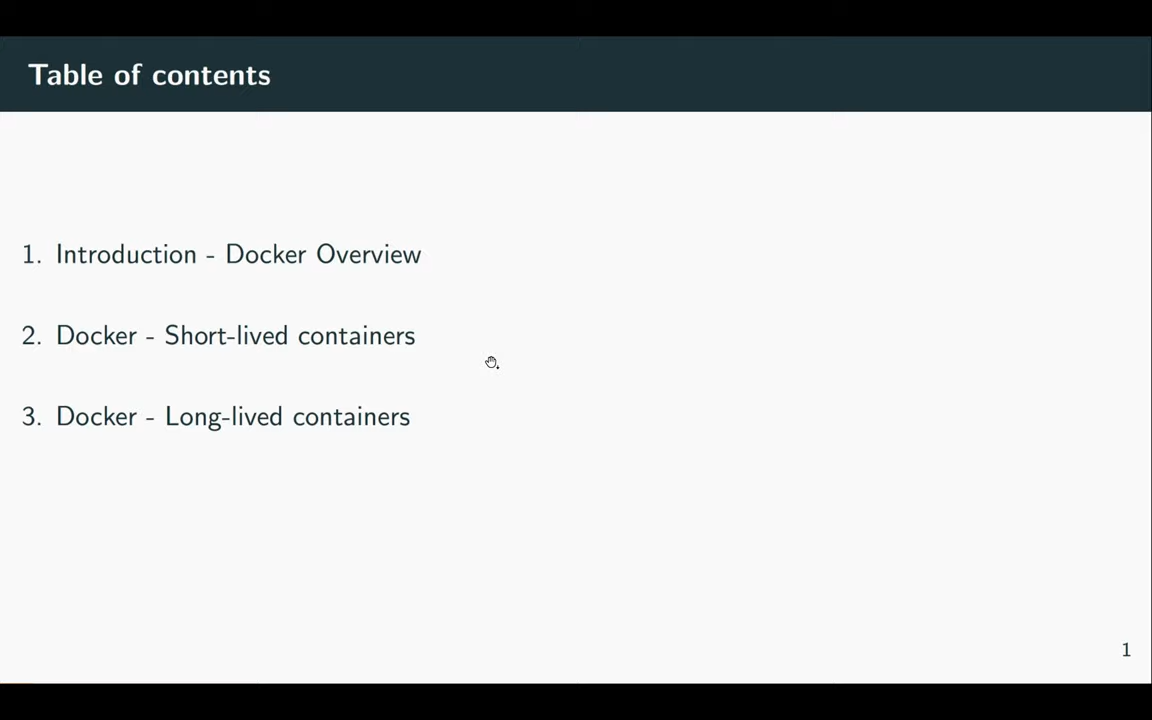 Table of contents
1. Introduction - Docker Overview
2. Docker - Short-lived containers
3. Docker - Long-lived containers
1